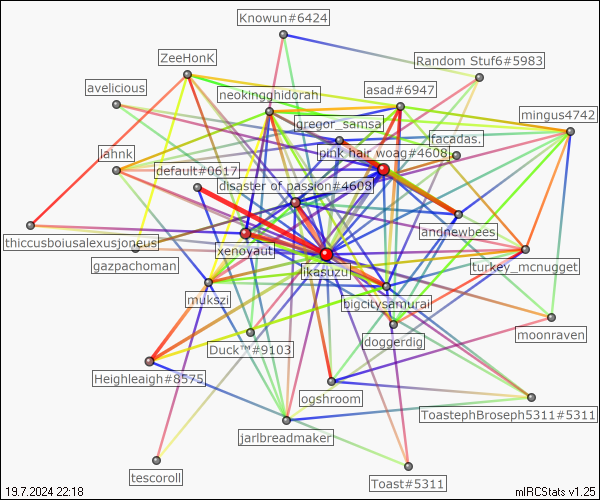 Knowun#6424
ZeeHonK
Random Stuf6#5983
avelicious
neokingghidorah
asad#6947
mingus4742
gregor_samsa
facadas.
pink hair woag#4608
Jahnk
default#0617
disaster of passion#4608
andnewbees
thiccusboiusalexusjoneus
xenoyaut
gazpachoman
likasuzu
turkey_mcnugget
mukszi
bigcitysamurai
moonraven
doggerdig
Duck™#9103
Heighleaigh#8575
ogshroom
ToastephBroseph5311#5311
jarlbreadmaker
tescoroll
Toast#5311
19.7.2024 22:18
mIRCStats v1.25